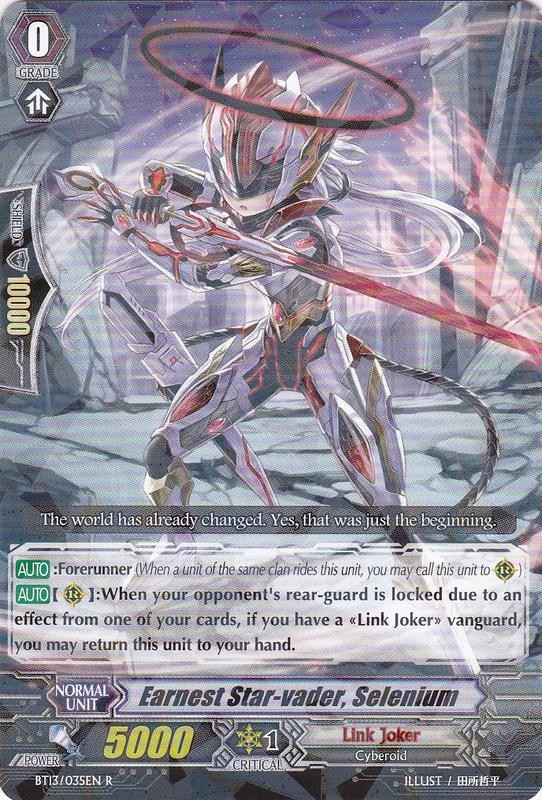 0
GRADE
SHIELD
10000
The world has already changed. Yes, that was just the beginning.
AUTO:Forerunner (When a unit of the same clan rides this unit, you may call this unit to R)
AUTO[ R ]:When your opponent's rear-guard is locked due to an
effect from one of your cards, if you have a «Link Joker» vanguard,
you may return this unit to your hand.
NORMAL
UNIT
Earnest Star-vader, Selenium
POWER
5000
1
CRITICAL
Link Joker
Cyberoid
BT13/035EN R
ILLUST / 田所哲平